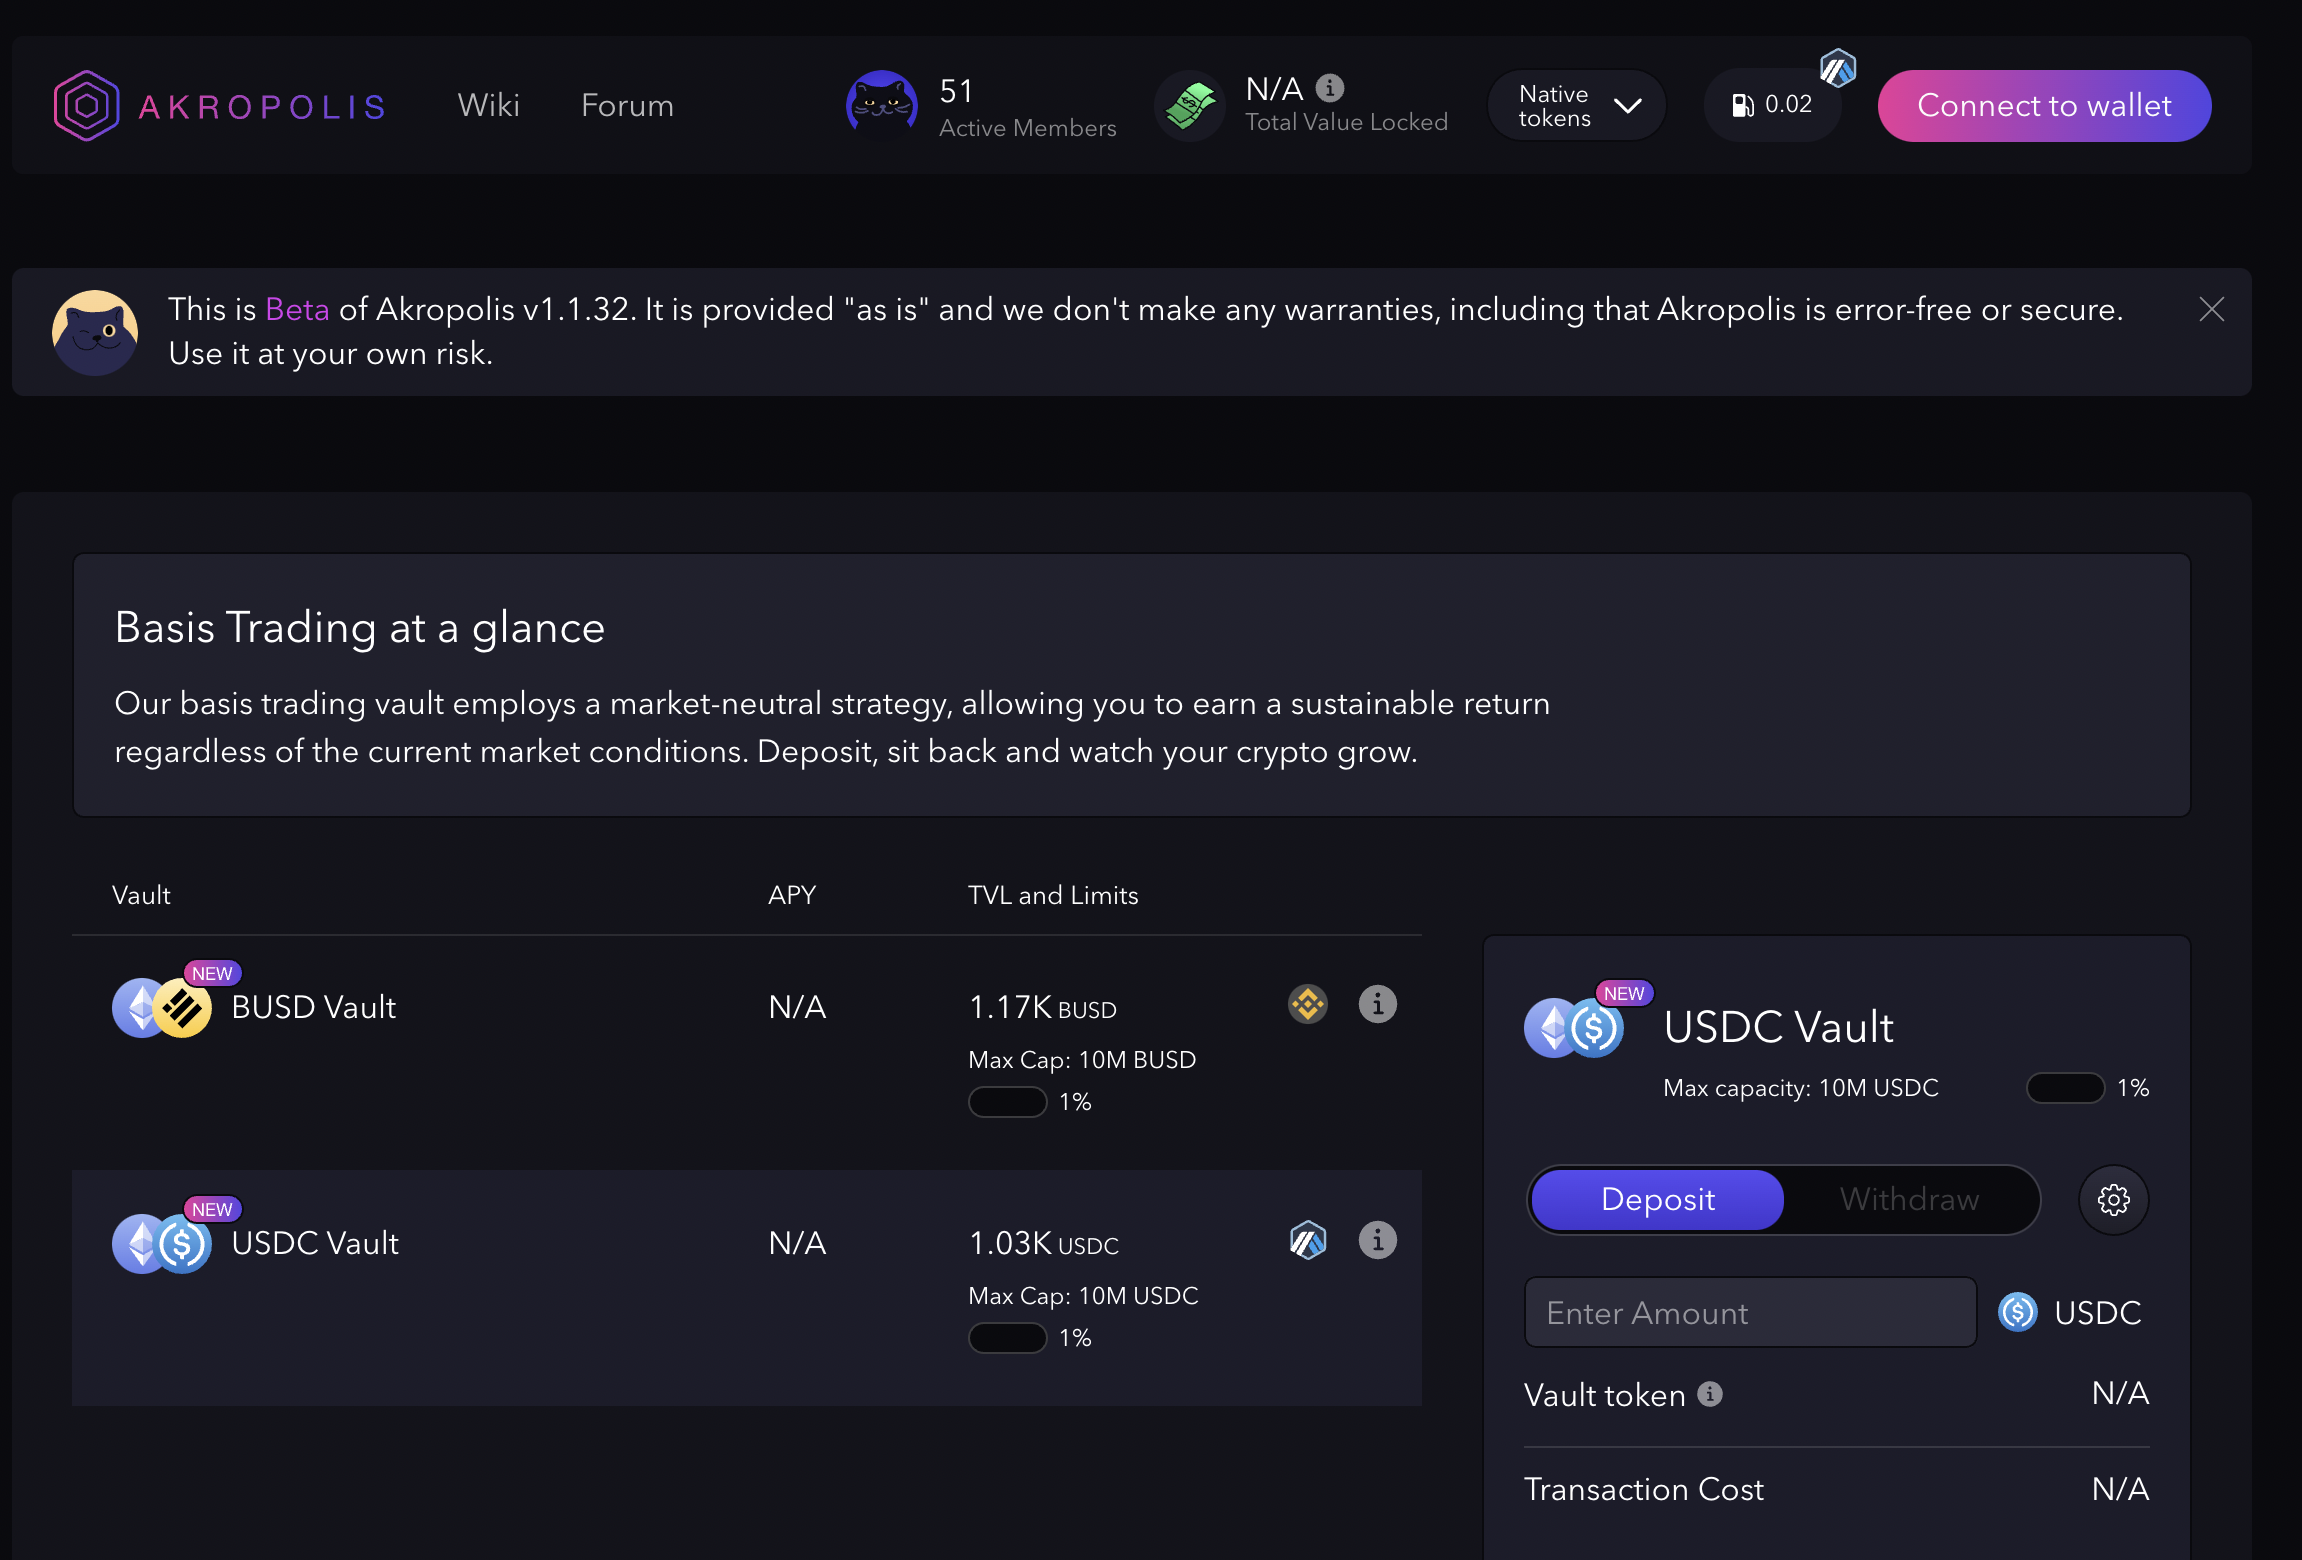 AKROPOLIS
Wiki
Forum
51
Active Members
N/A
Total Value Locked
Native
tokens
0.02
Connect to wallet
This is Beta of Akropolis v1.1.32. It is provided "as is" and we don't make any warranties, including that Akropolis is error-free or secure.
Use it at your own risk.
Basis Trading at a glance
Our basis trading vault employs a market-neutral strategy, allowing you to earn a sustainable return
regardless of the current market conditions. Deposit, sit back and watch your crypto grow.
Vault
APY
TVL and Limits
NEW
BUSD Vault
N/A
1.17K BUSD
Max Cap: 10M BUSD
1%
NEW
USDC Vault
N/A
1.03K USDC
Max Cap: 10M USDC
1%
NEW
USDC Vault
Max capacity: 10M USDC
1%
Deposit
Withdraw
Enter Amount
USDC
Vault token
N/A
Transaction Cost
N/A